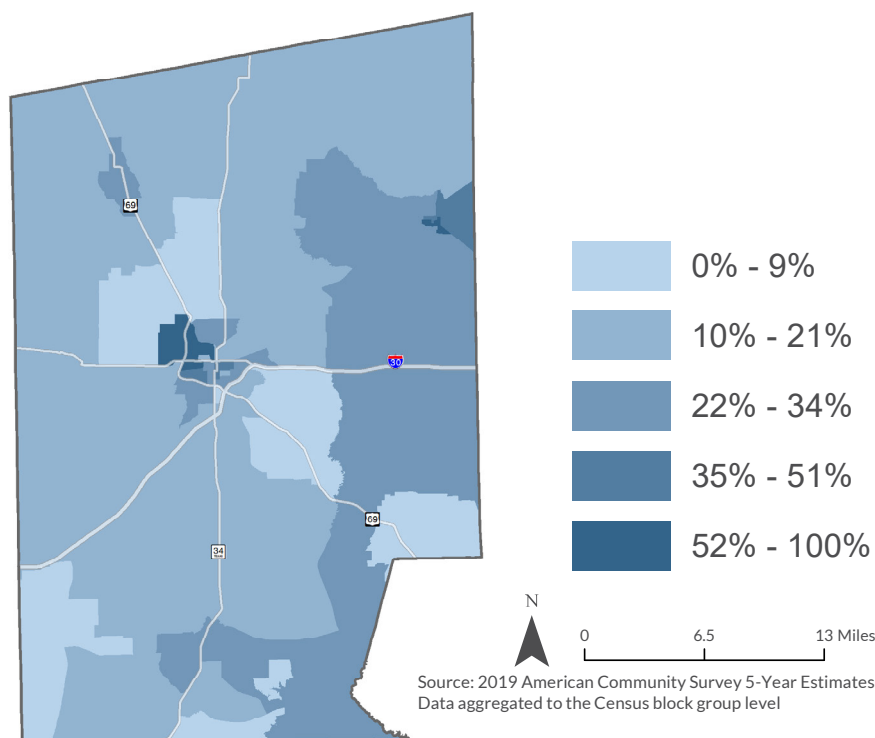 69
0% - 9%
10% - 21%
30
22% - 34%
35% - 51%
69
52% - 100%
34
N
0 6.5 13 Miles
Source: 2019 American Community Survey 5-Year Estimates
Data aggregated to the Census block group level